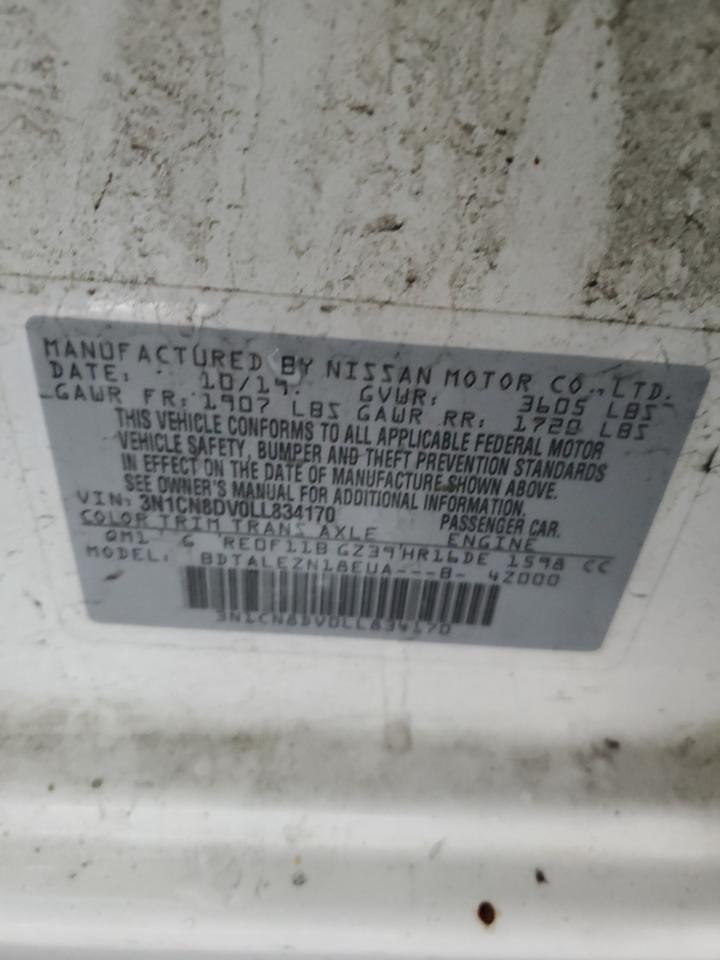 MANUFACTURED BY NISSAN MOTOR CO., LTD.
DATE: 10/19 GVWR: 3605 LBS
GAWR FR: 1907 LBS GAWR RR: 1720 LBS
THIS VEHICLE CONFORMS TO ALL APPLICABLE FEDERAL MOTOR
VEHICLE SAFETY, BUMPER AND THEFT PREVENTION STANDARDS
IN EFFECT ON THE DATE OF MANUFACTURE SHOWN ABOVE.
SEE OWNER'S MANUAL FOR ADDITIONAL INFORMATION.
VIN: 3N1CN8DV0LL834170 PASSENGER CAR.
COLOR TRIM TRANS AXLE ENGINE
QM1 G RE0F11B GZ39 HR16DE 1598 CC
MODEL: BDTALEZN18EUA---B- 4Z000
3N1CN8DV0LL834170